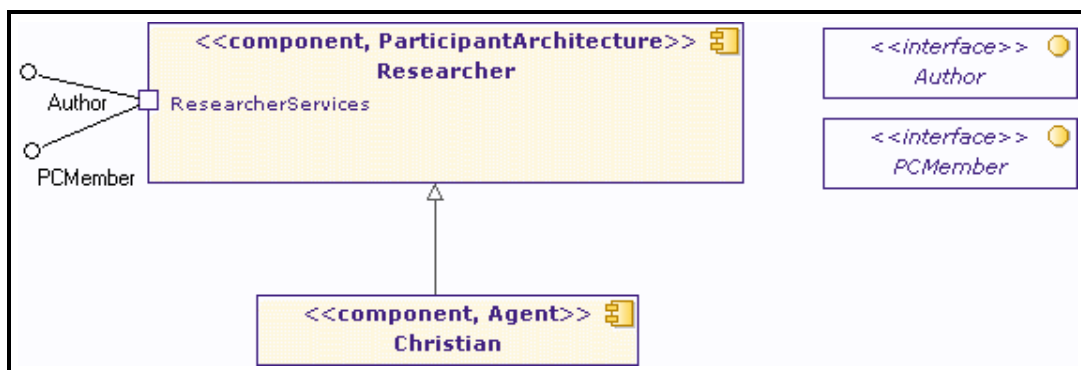 <<component, ParticipantArchitecture>>
Researcher
Author
ResearcherServices
PCMember
<<interface>>
Author
<<interface>>
PCMember
<<component, Agent>>
Christian